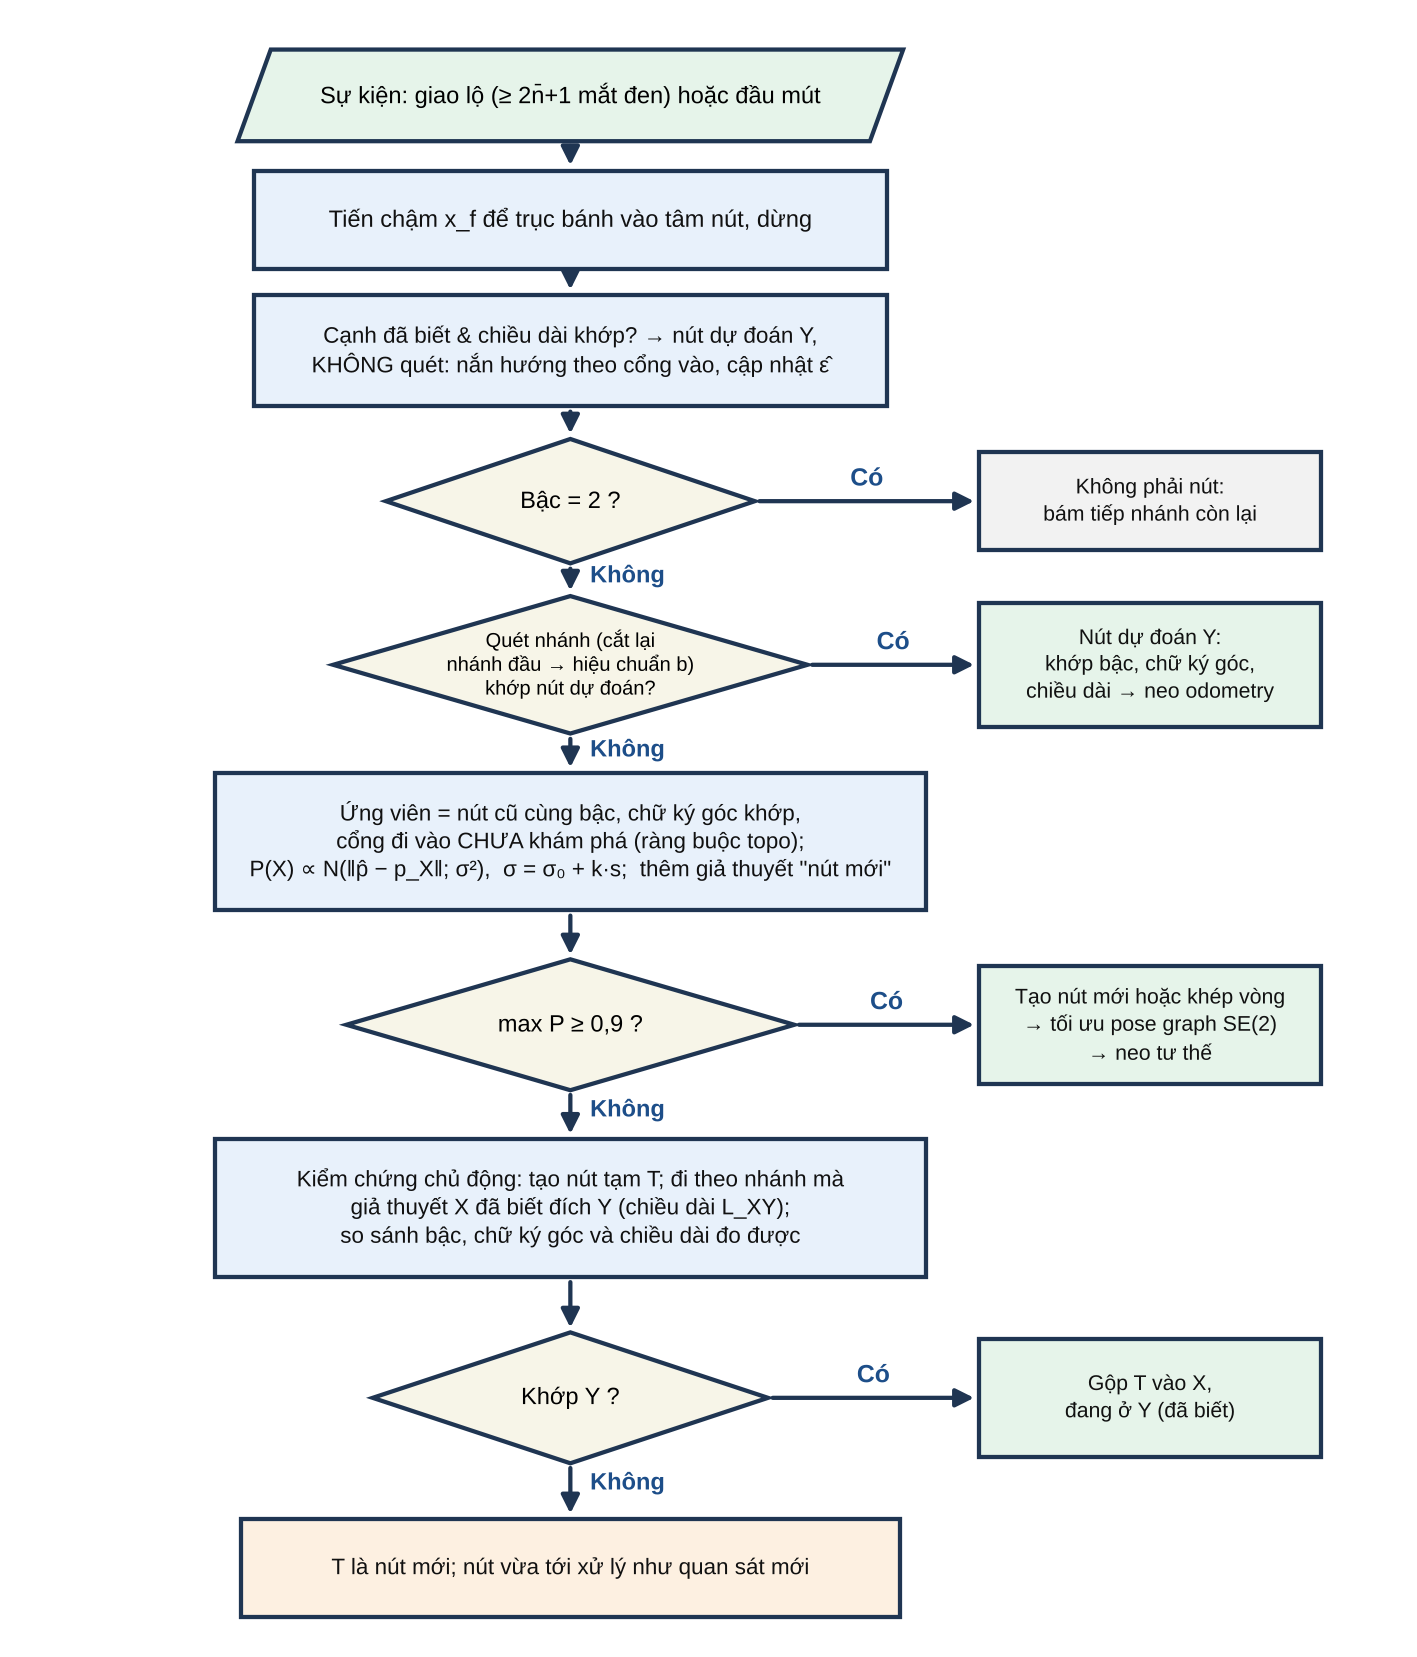 Sự kiện: giao lộ (≥ 2n̄+1 mắt đen) hoặc đầu mút
Tiến chậm x_f để trục bánh vào tâm nút, dừng
Cạnh đã biết & chiều dài khớp? → nút dự đoán Y,
KHÔNG quét: nắn hướng theo cổng vào, cập nhật ε̂
Bậc = 2 ?
Có
Không phải nút:
bám tiếp nhánh còn lại
Không
Quét nhánh (cắt lại
nhánh đầu → hiệu chuẩn b)
khớp nút dự đoán?
Có
Nút dự đoán Y:
khớp bậc, chữ ký góc,
chiều dài → neo odometry
Không
Ứng viên = nút cũ cùng bậc, chữ ký góc khớp,
cổng đi vào CHƯA khám phá (ràng buộc topo);
P(X) ∝ N(‖p̂ − p_X‖; σ²),  σ = σ₀ + k·s;  thêm giả thuyết "nút mới"
max P ≥ 0,9 ?
Có
Tạo nút mới hoặc khép vòng
→ tối ưu pose graph SE(2)
→ neo tư thế
Không
Kiểm chứng chủ động: tạo nút tạm T; đi theo nhánh mà
giả thuyết X đã biết đích Y (chiều dài L_XY);
so sánh bậc, chữ ký góc và chiều dài đo được
Khớp Y ?
Có
Gộp T vào X,
đang ở Y (đã biết)
Không
T là nút mới; nút vừa tới xử lý như quan sát mới